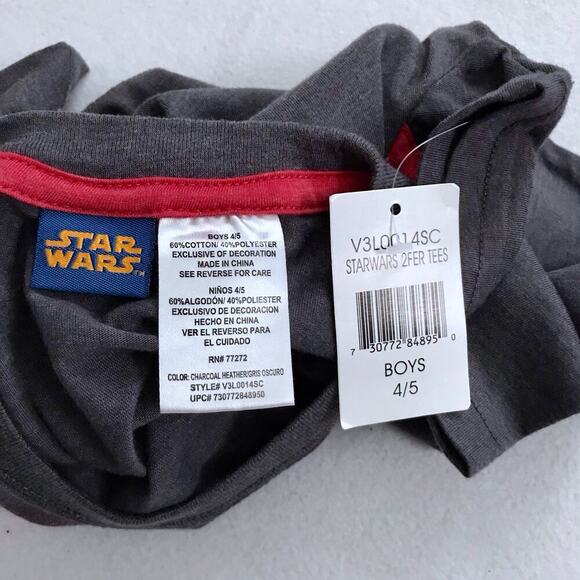 STAR
WARS
TM
BOYS 4/5
60%COTTON/ 40%POLYESTER
EXCLUSIVE OF DECORATION
MADE IN CHINA
SEE REVERSE FOR CARE
NIÑOS 4/5
60%ALGODÓN/ 40%POLIESTER
EXCLUSIVO DE DECORACION
HECHO EN CHINA
VER EL REVERSO PARA
EL CUIDADO
RN# 77272
COLOR: CHARCOAL HEATHER/GRIS OSCURO
STYLE# V3L0014SC
UPC# 730772848950
V3L0014SC
STARWARS 2FER TEES
7 30772 84895 0
BOYS
4/5